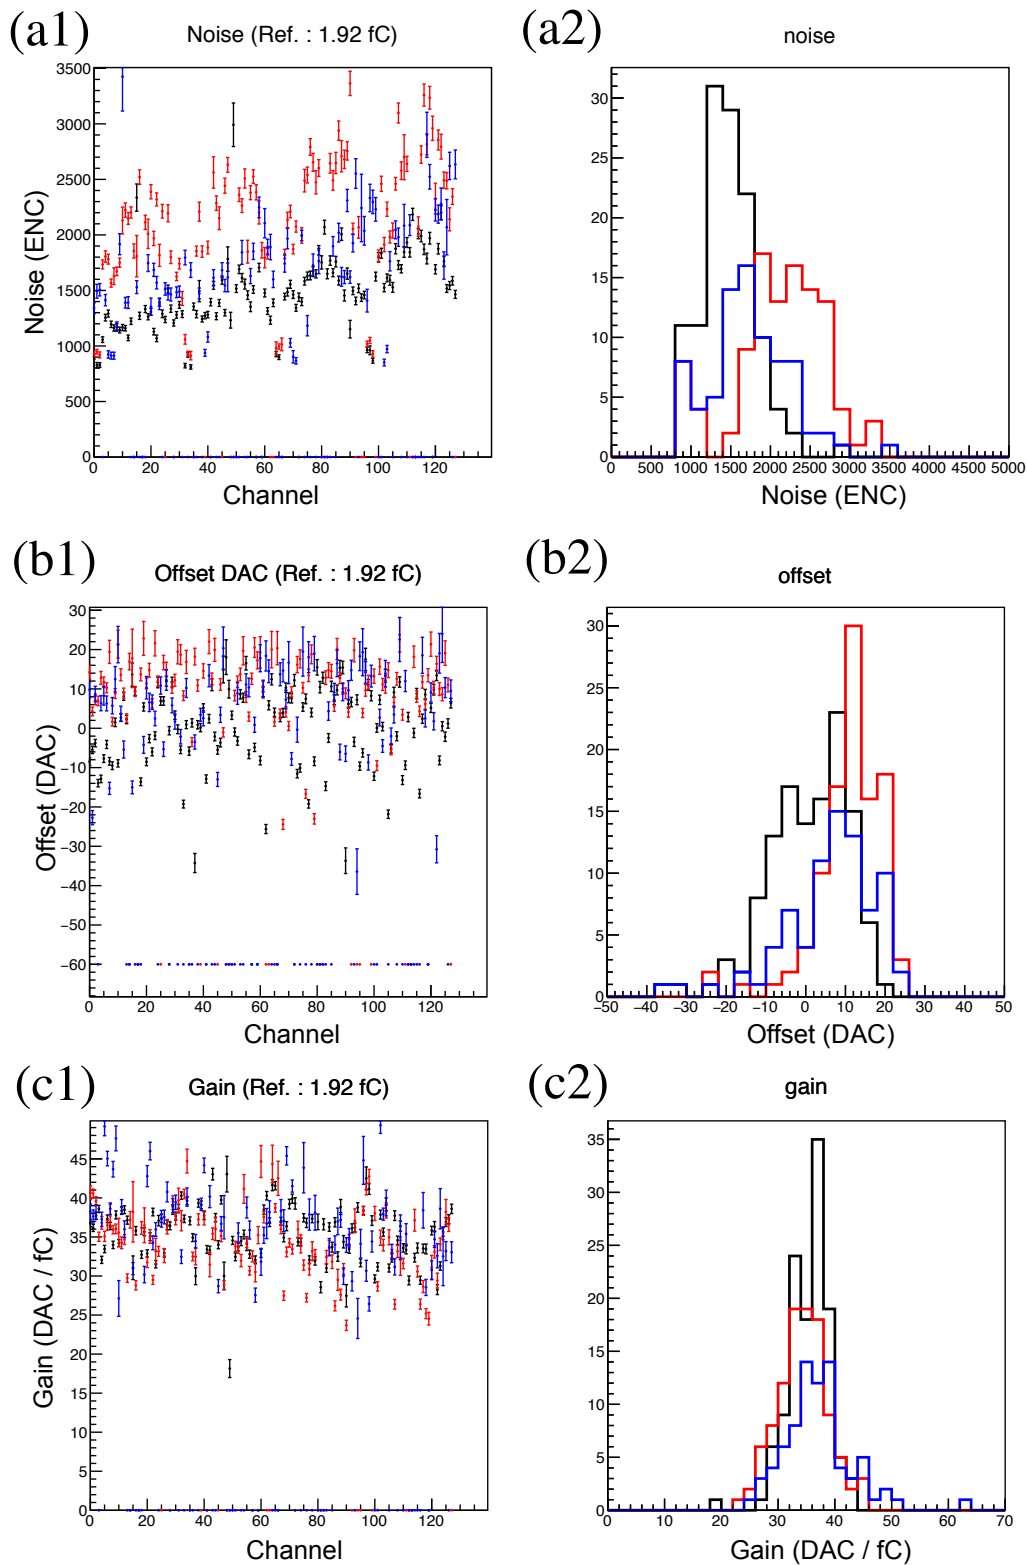 (a1)
Noise (Ref. : 1.92 fC)
3500
3000
2500
2000
1500
1000
500
0
Noise (ENC)
0 20 40 60 80 100 120
Channel
(a2)
noise
30
25
20
15
10
5
0
0 500 1000 1500 2000 2500 3000 3500 4000 4500 5000
Noise (ENC)
(b1)
Offset DAC (Ref. : 1.92 fC)
30
20
10
0
−10
−20
−30
−40
−50
−60
Offset (DAC)
0 20 40 60 80 100 120
Channel
(b2)
offset
30
25
20
15
10
5
0
−50 −40 −30 −20 −10 0 10 20 30 40 50
Offset (DAC)
(c1)
Gain (Ref. : 1.92 fC)
45
40
35
30
25
20
15
10
5
0
Gain (DAC / fC)
0 20 40 60 80 100 120
Channel
(c2)
gain
35
30
25
20
15
10
5
0
0 10 20 30 40 50 60 70
Gain (DAC / fC)